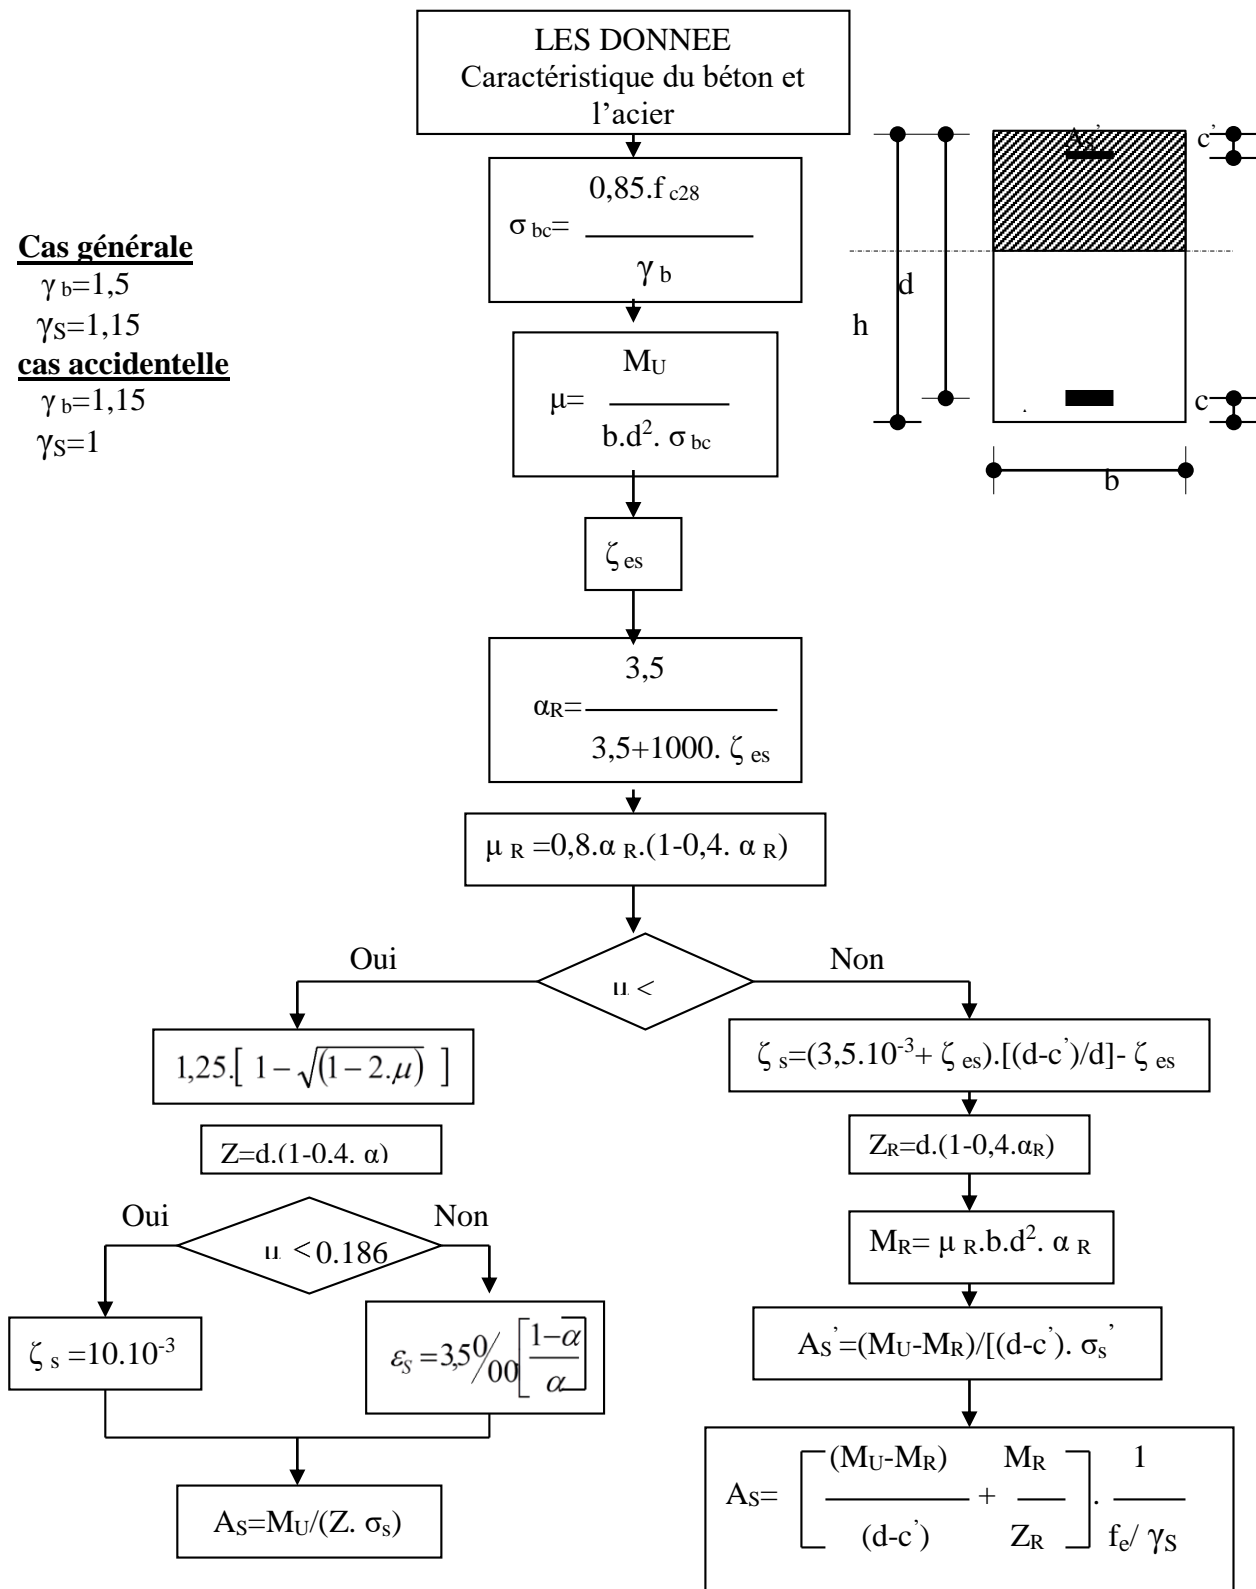 LES DONNEE
Caractéristique du béton et
l’acier
0,85.f c28
σ bc=
γ b
Cas générale
γ b=1,5
γS=1,15
cas accidentelle
γ b=1,15
γS=1
MU
μ=
b.d². σ bc
ζ es
3,5
αR=
3,5+1000. ζ es
μ R =0,8.α R.(1-0,4. α R)
As’
c’
d
h
c
b
Oui
Non
μ <
1,25.[ 1−√(1−2.μ) ]
Z=d.(1-0,4. α)
Oui
Non
μ < 0.186
ζ s =10.10-3
εS = 3,5 0/00 [1−α/α]
AS=MU/(Z. σs)
ζ s=(3,5.10-3+ ζ es).[(d-c’)/d]- ζ es
ZR=d.(1-0,4.αR)
MR= μ R.b.d². α R
AS’=(MU-MR)/[(d-c’). σs’
(MU-MR) MR 1
AS= + .
(d-c’) ZR fe/ γS